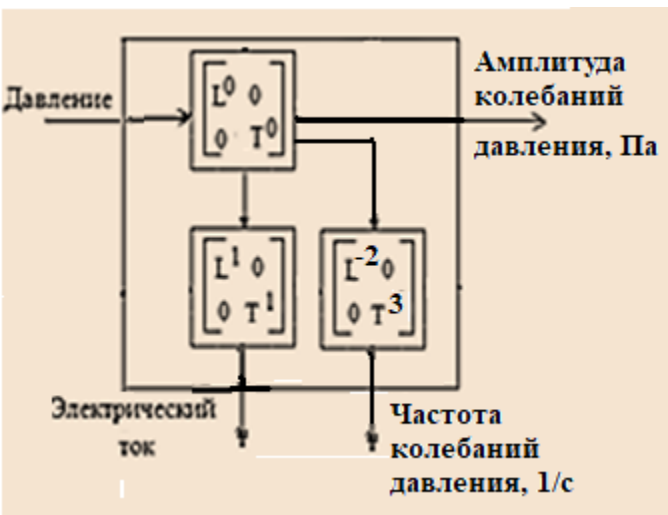 Давление
L⁰ 0
0 T⁰
Амплитуда
колебаний
давления, Па
L¹ 0
0 T¹
L⁻² 0
0 T³
Электрический
ток
Частота
колебаний
давления, 1/с